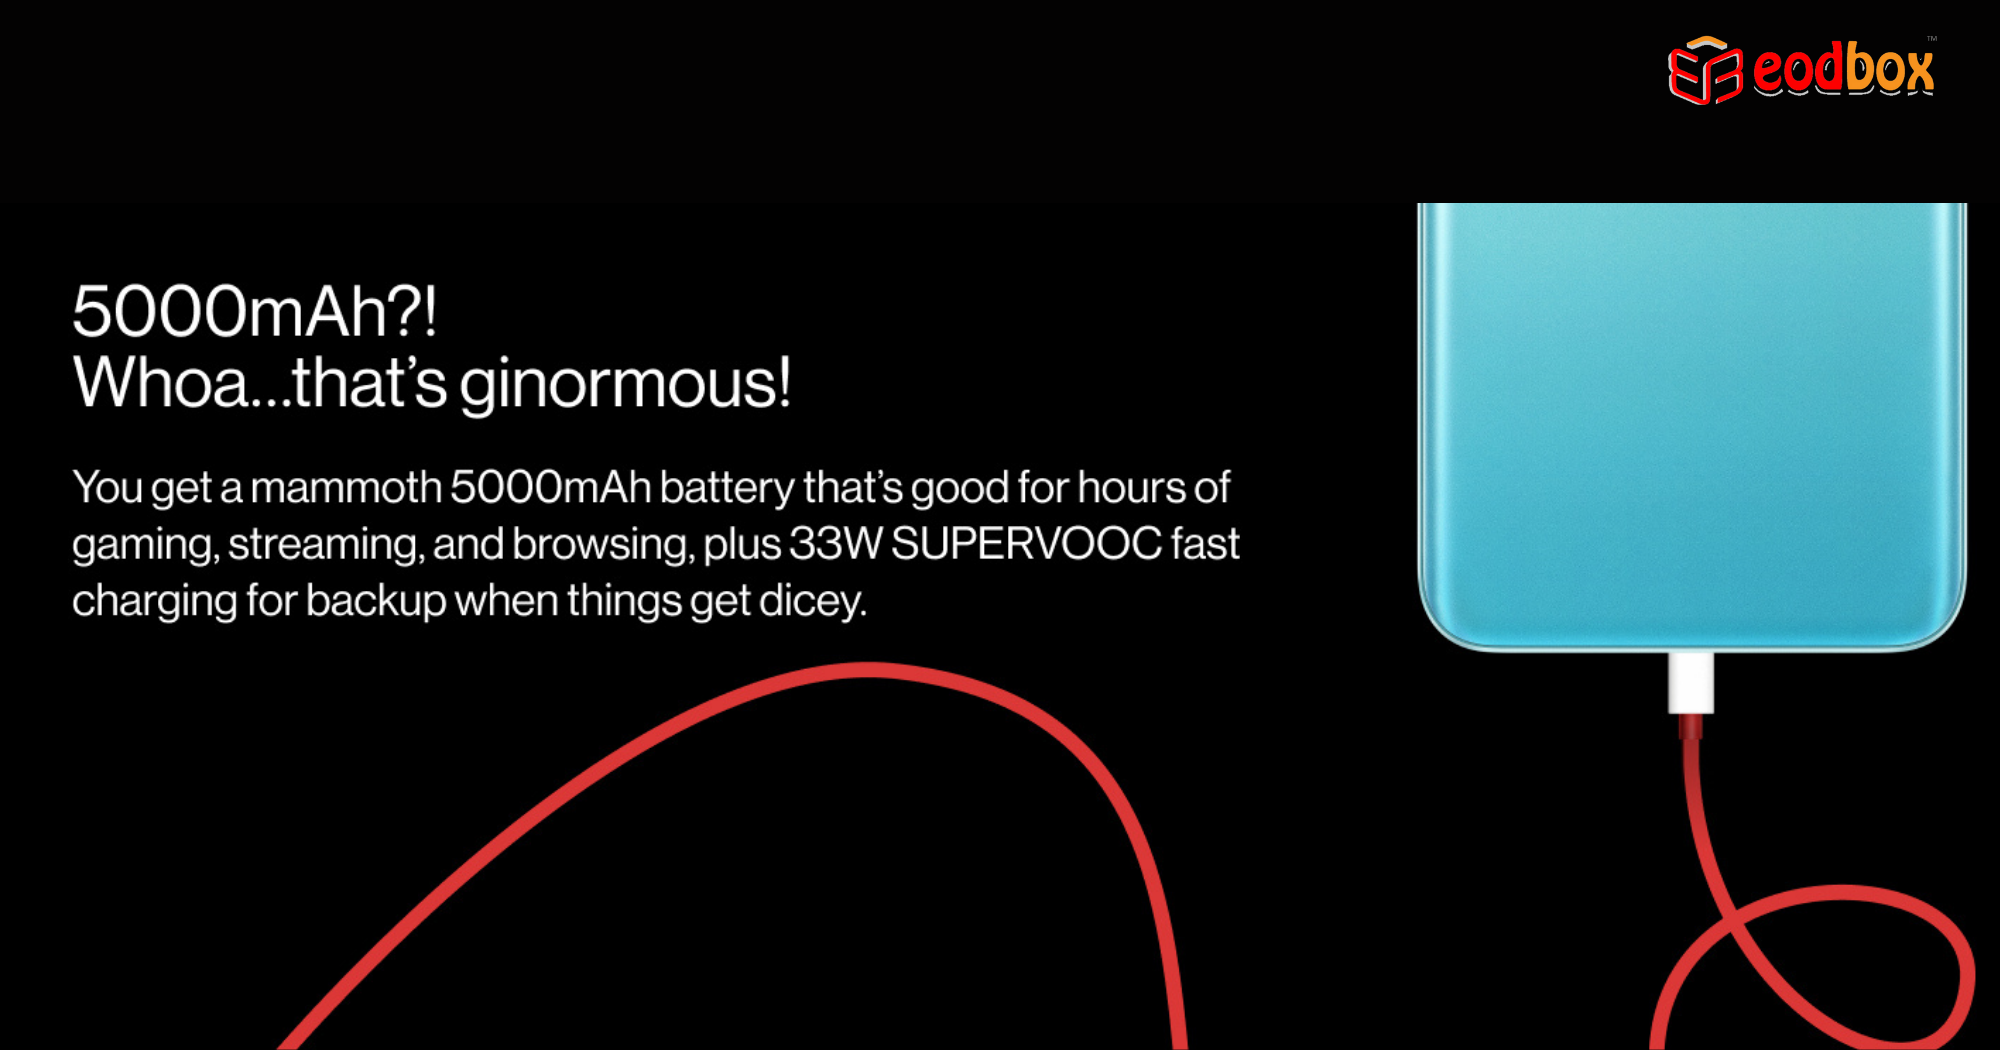 eodbox™
5000mAh?!
Whoa...that’s ginormous!
You get a mammoth 5000mAh battery that’s good for hours of
gaming, streaming, and browsing, plus 33W SUPERVOOC fast
charging for backup when things get dicey.